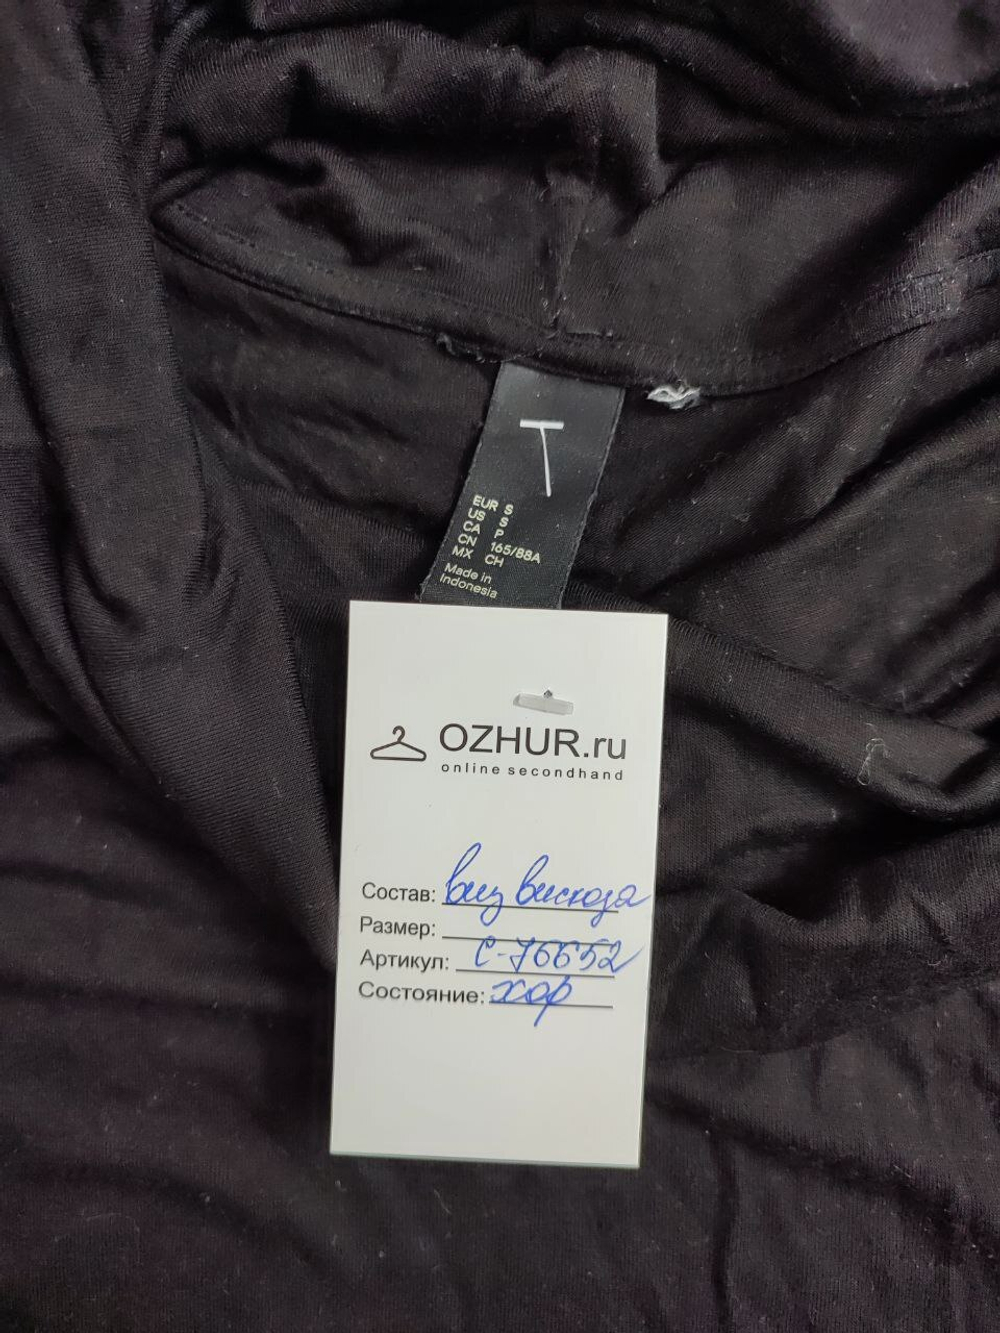 T
EUR S
US S
CA P
CN 165/88A
MX CH
Made in
Indonesia
OZHUR.ru
online secondhand
Состав: виз вискоза
Размер:
Артикул: С-76652
Состояние: хор